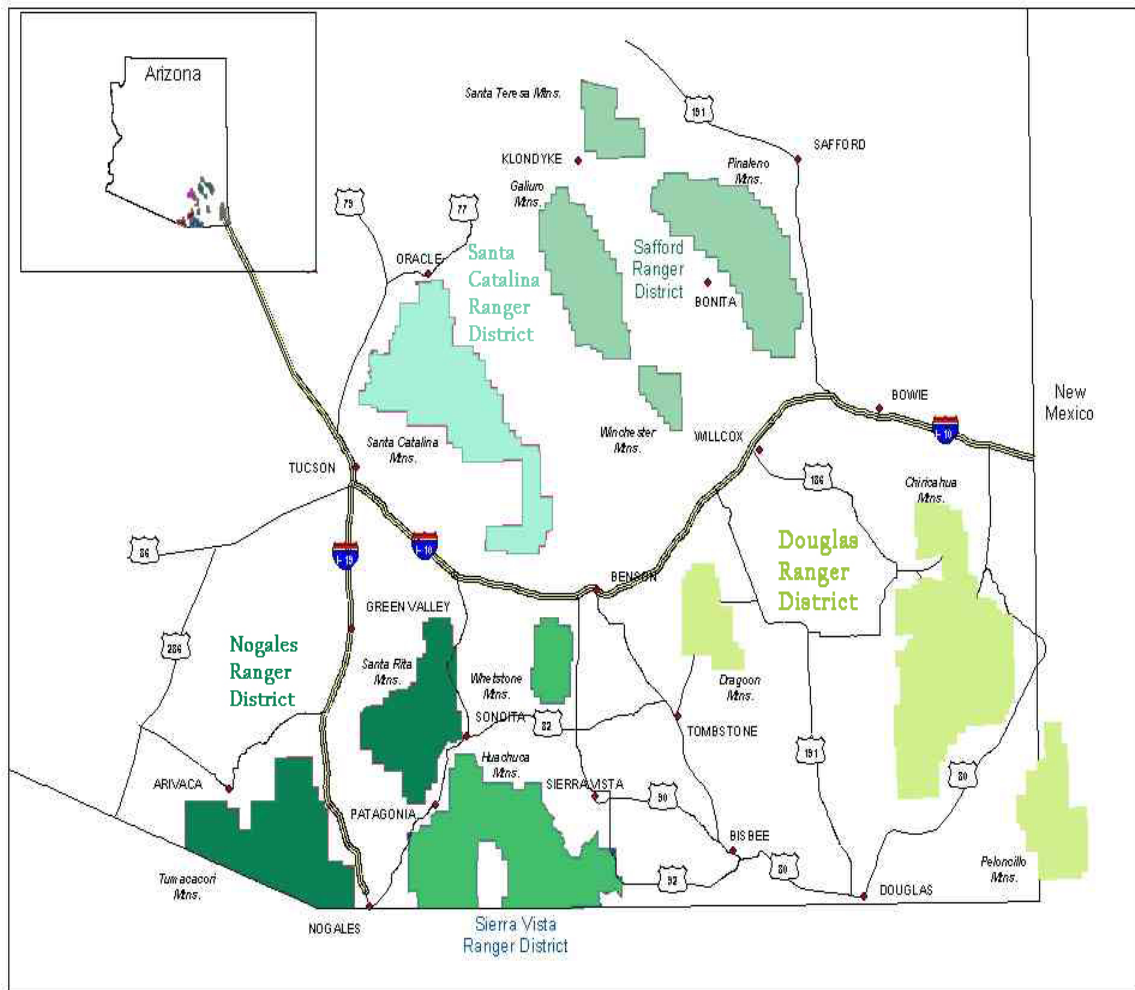 Arizona
Santa Teresa Mtns.
191
SAFFORD
KLONDYKE
Pinaleno
Mtns.
Galiuro
Mtns.
79
77
ORACLE
Santa
Catalina
Ranger
District
Safford
Ranger
District
BONITA
New
Mexico
BOWIE
I-10
WILLCOX
Winchester
Mtns.
Santa Catalina
Mtns.
TUCSON
186
Chiricahua
Mtns.
86
I-19
I-10
Douglas
Ranger
District
BENSON
GREEN VALLEY
286
Nogales
Ranger
District
Santa Rita
Mtns.
Whetstone
Mtns.
Dragoon
Mtns.
SONOITA
82
TOMBSTONE
191
80
Huachuca
Mtns.
ARIVACA
SIERRA VISTA
90
PATAGONIA
BISBEE
Tumacacori
Mtns.
92
80
DOUGLAS
Peloncillo
Mtns.
NOGALES
Sierra Vista
Ranger District